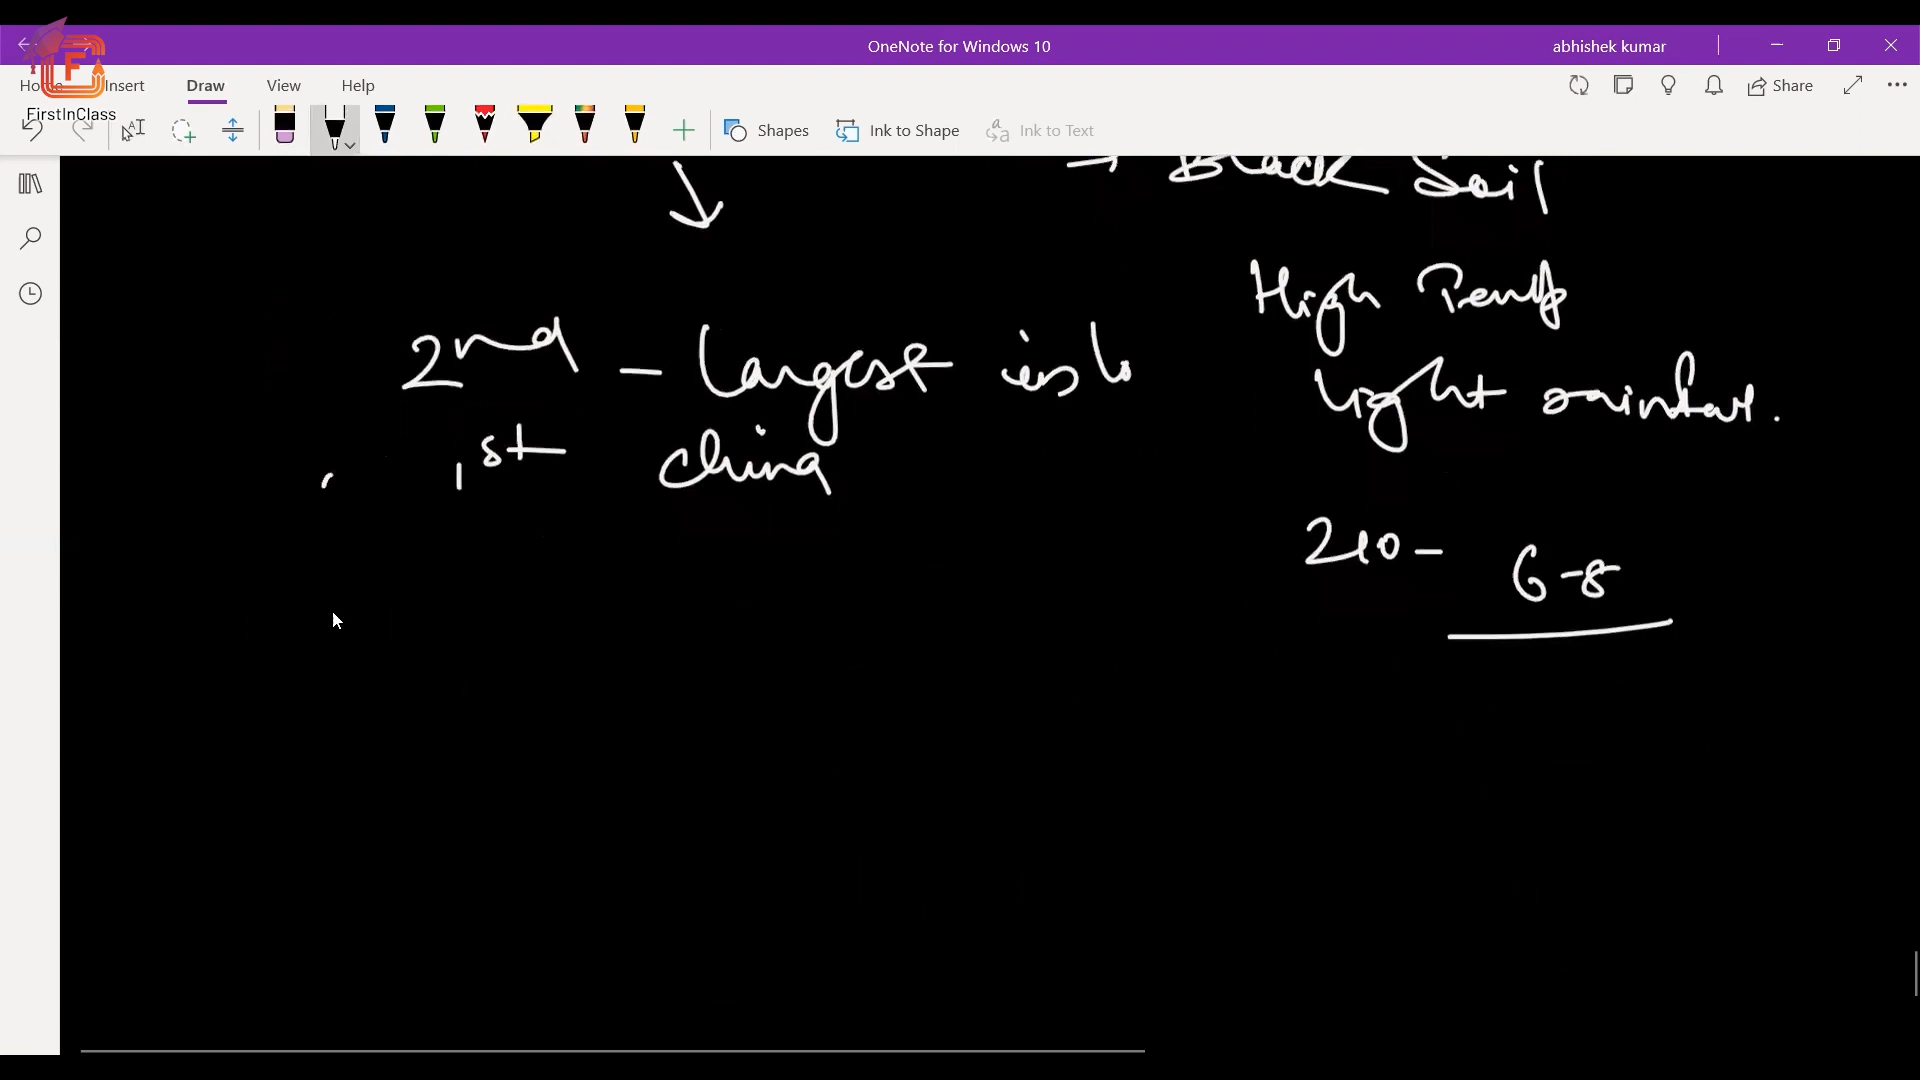 OneNote for Windows 10
abhishek kumar
Home Insert Draw View Help
Share
FirstInClass
Shapes Ink to Shape Ink to Text
→ Black Soil
High Temp
2nd - largest
light rainfall.
1st china
210 -
6-8